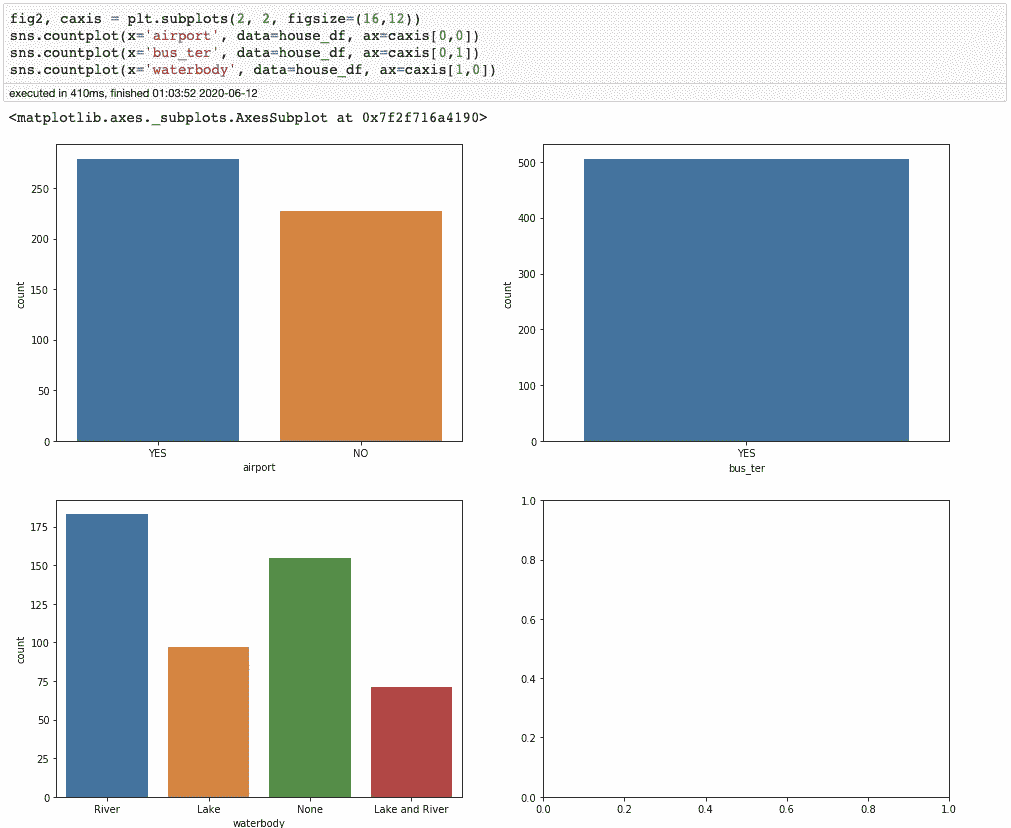 fig2, caxis = plt.subplots(2, 2, figsize=(16,12))
sns.countplot(x='airport', data=house_df, ax=caxis[0,0])
sns.countplot(x='bus_ter', data=house_df, ax=caxis[0,1])
sns.countplot(x='waterbody', data=house_df, ax=caxis[1,0])
executed in 410ms, finished 01:03:52 2020-06-12
<matplotlib.axes._subplots.AxesSubplot at 0x7f2f716a4190>
250
200
150
100
50
0
count
YES NO
airport
500
400
300
200
100
0
count
YES
bus_ter
175
150
125
100
75
50
25
0
count
River Lake None Lake and River
waterbody
1.0
0.8
0.6
0.4
0.2
0.0
0.0 0.2 0.4 0.6 0.8 1.0